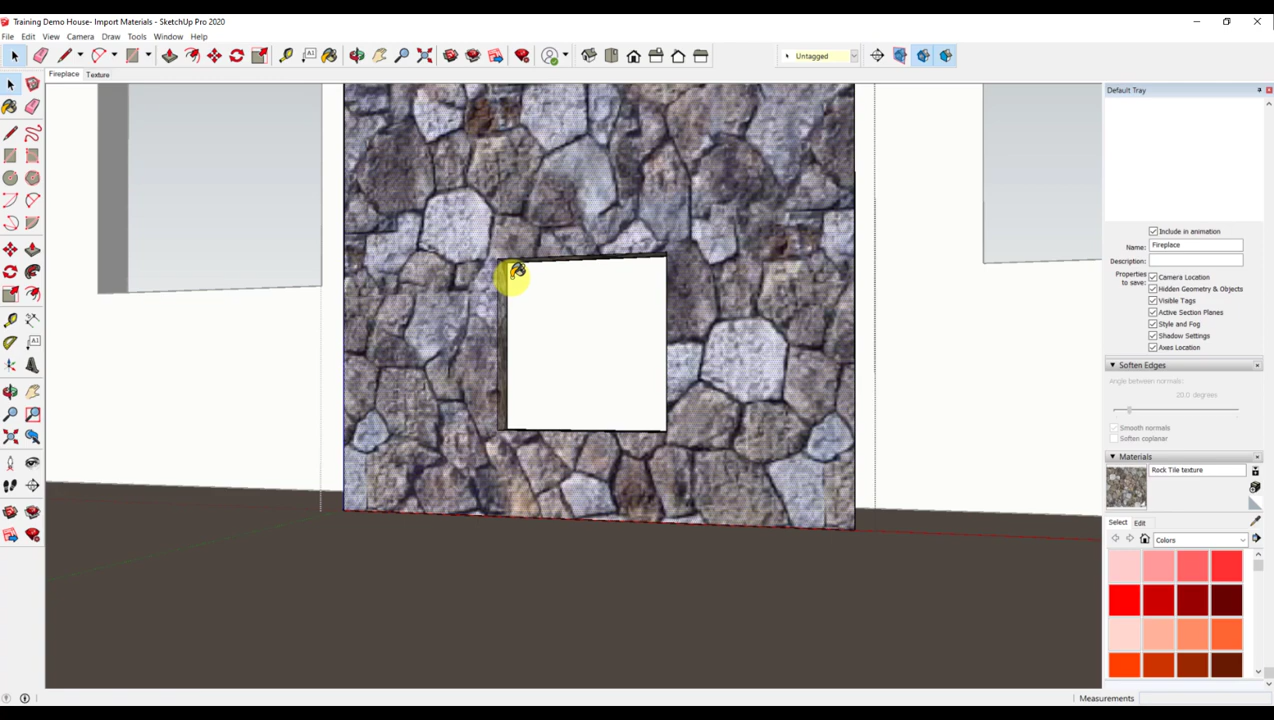 Training Demo House- Import Materials - SketchUp Pro 2020
File Edit View Camera Draw Tools Window Help
Untagged
Fireplace Texture
Default Tray
Include in animation
Name: Fireplace
Description:
Properties to save:
Camera Location
Hidden Geometry & Objects
Visible Tags
Active Section Planes
Style and Fog
Shadow Settings
Axes Location
Soften Edges
Angle between normals:
20.0 degrees
Smooth normals
Soften coplanar
Materials
Rock Tile texture
Select Edit
Colors
Measurements